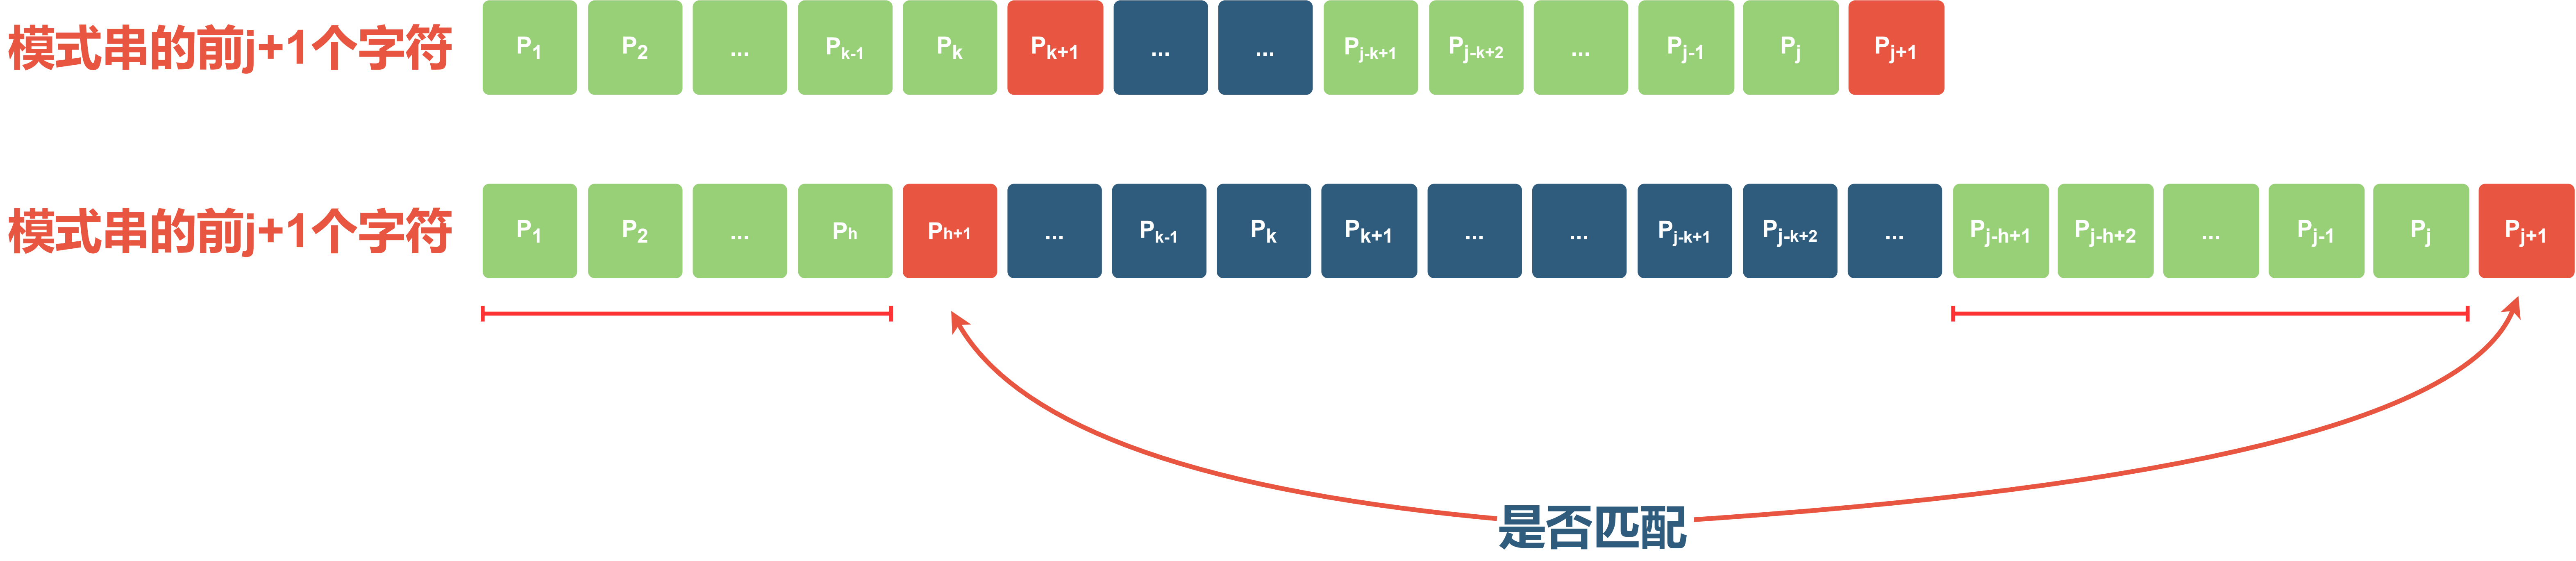 模式串的前j+1个字符 P1 P2 ... Pk-1 Pk Pk+1 ... ... Pj-k+1 Pj-k+2 ... Pj-1 Pj Pj+1
模式串的前j+1个字符 P1 P2 ... Ph Ph+1 ... Pk-1 Pk Pk+1 ... ... Pj-k+1 Pj-k+2 ... Pj-h+1 Pj-h+2 ... Pj-1 Pj Pj+1
是否匹配